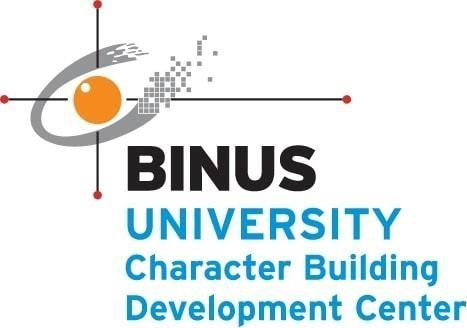 BINUS
UNIVERSITY
Character Building
Development Center